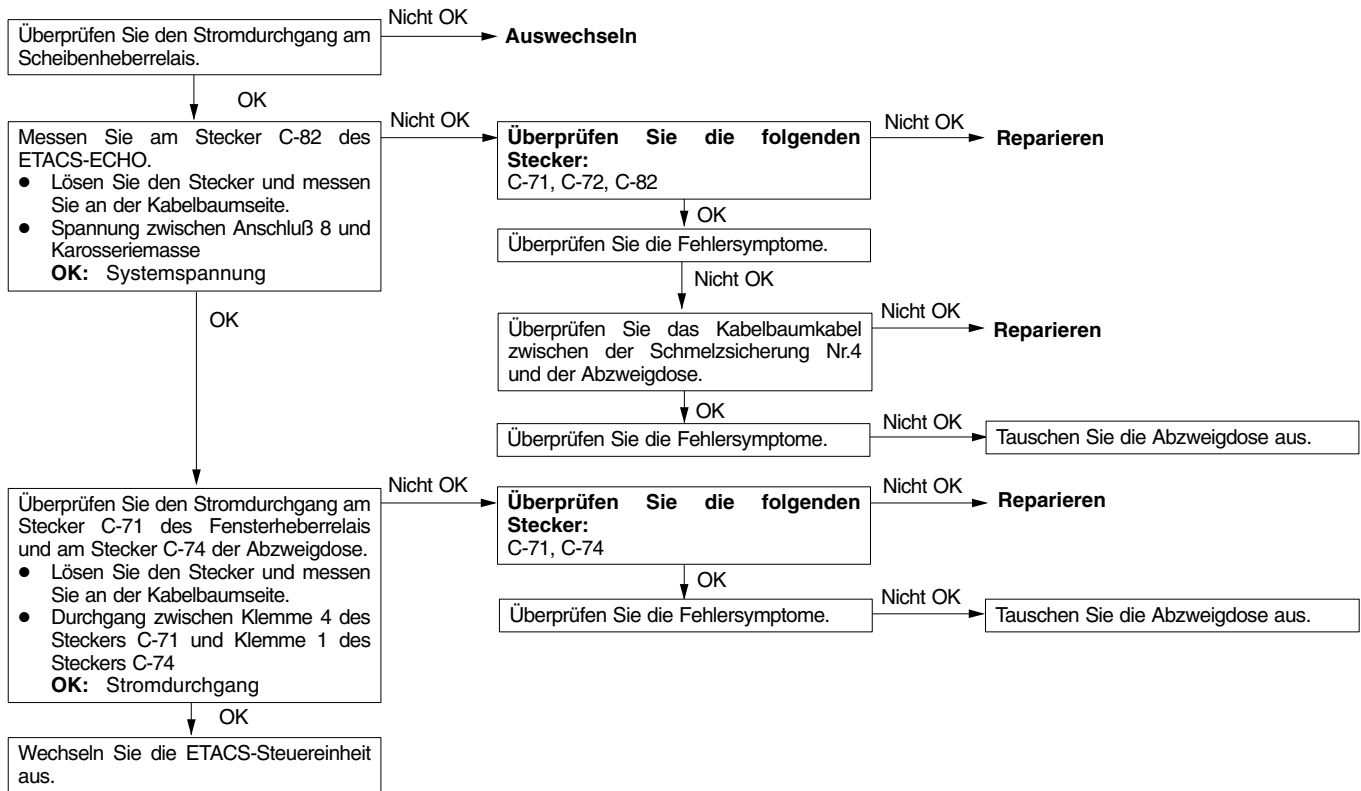 Überprüfen Sie den Stromdurchgang am
Scheibenheberrelais.
Nicht OK
Auswechseln
OK
Messen Sie am Stecker C-82 des
ETACS-ECHO.
● Lösen Sie den Stecker und messen
Sie an der Kabelbaumseite.
● Spannung zwischen Anschluß 8 und
Karosseriemasse
OK: Systemspannung
Nicht OK
Überprüfen Sie die folgenden
Stecker:
C-71, C-72, C-82
Nicht OK
Reparieren
OK
Überprüfen Sie die Fehlersymptome.
Nicht OK
OK
Überprüfen Sie das Kabelbaumkabel
zwischen der Schmelzsicherung Nr.4
und der Abzweigdose.
Nicht OK
Reparieren
OK
Überprüfen Sie die Fehlersymptome.
Nicht OK
Tauschen Sie die Abzweigdose aus.
Überprüfen Sie den Stromdurchgang am
Stecker C-71 des Fensterheberrelais
und am Stecker C-74 der Abzweigdose.
● Lösen Sie den Stecker und messen
Sie an der Kabelbaumseite.
● Durchgang zwischen Klemme 4 des
Steckers C-71 und Klemme 1 des
Steckers C-74
OK: Stromdurchgang
Nicht OK
Überprüfen Sie die folgenden
Stecker:
C-71, C-74
Nicht OK
Reparieren
OK
Überprüfen Sie die Fehlersymptome.
Nicht OK
Tauschen Sie die Abzweigdose aus.
OK
Wechseln Sie die ETACS-Steuereinheit
aus.